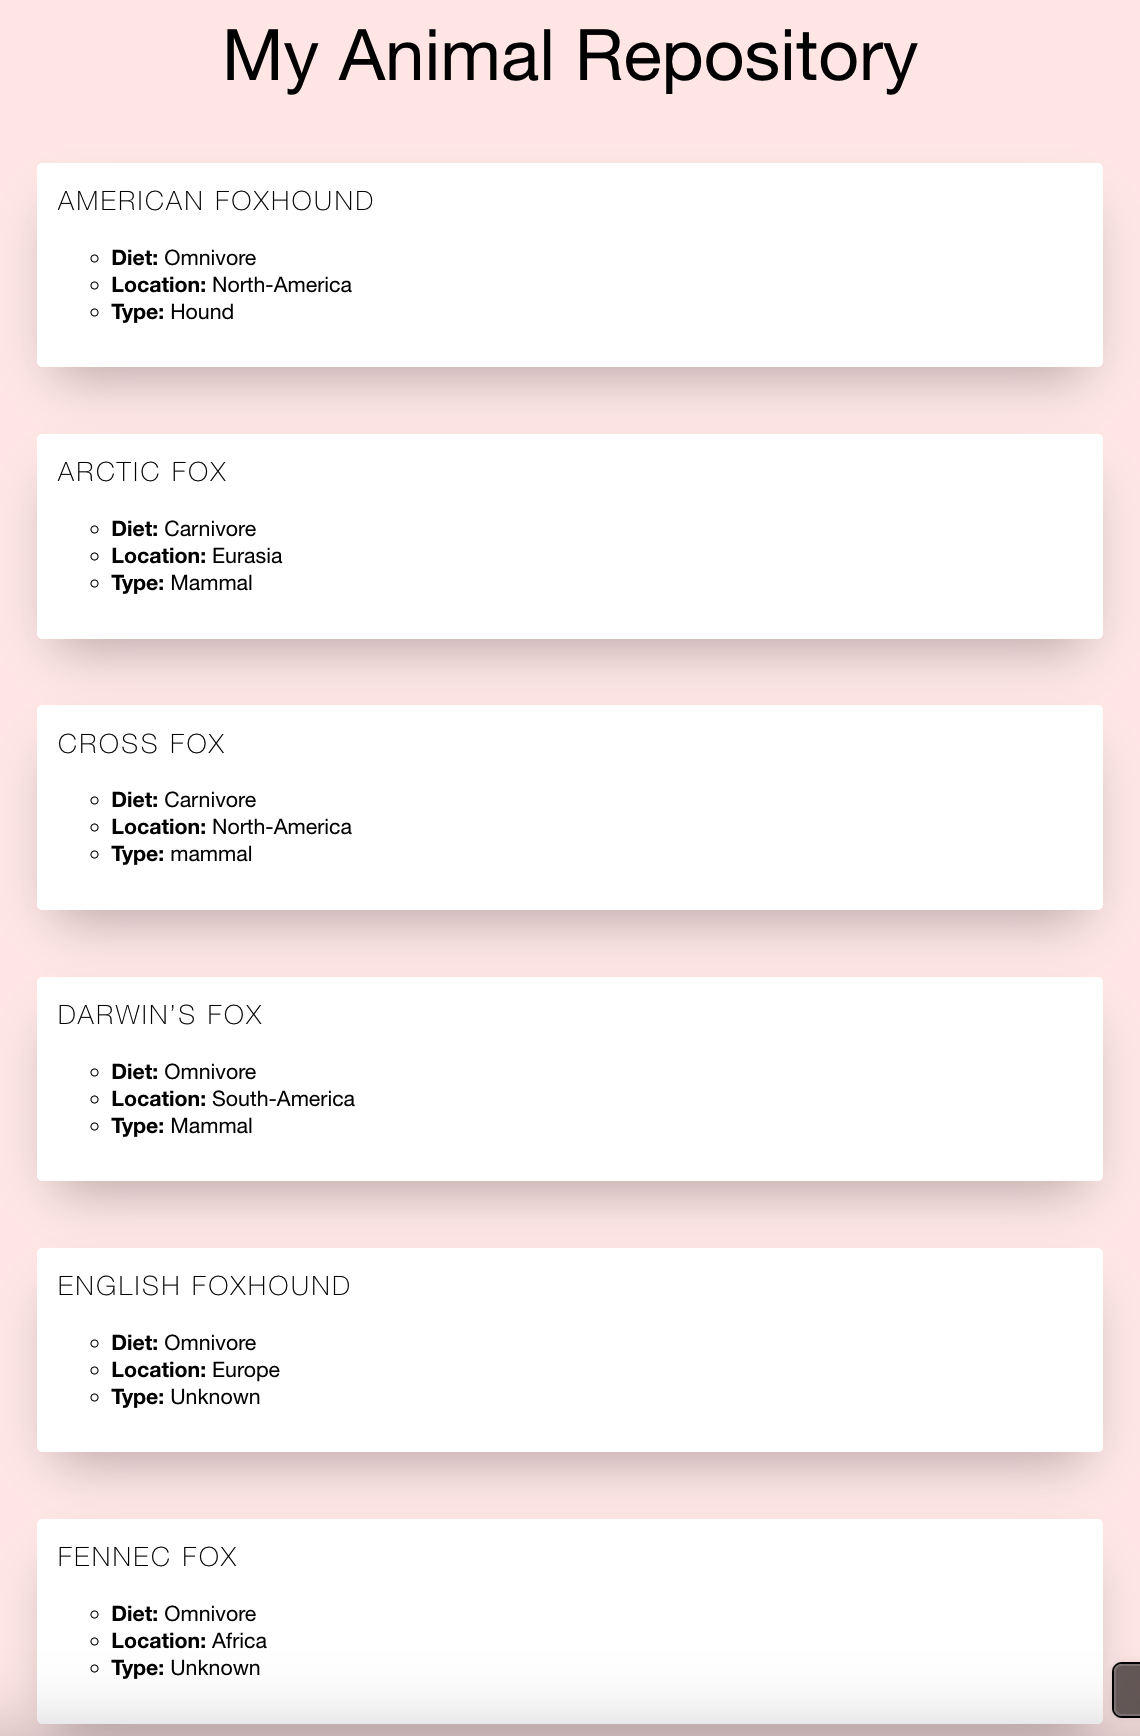 My Animal Repository
AMERICAN FOXHOUND
Diet: Omnivore
Location: North-America
Type: Hound
ARCTIC FOX
Diet: Carnivore
Location: Eurasia
Type: Mammal
CROSS FOX
Diet: Carnivore
Location: North-America
Type: mammal
DARWIN’S FOX
Diet: Omnivore
Location: South-America
Type: Mammal
ENGLISH FOXHOUND
Diet: Omnivore
Location: Europe
Type: Unknown
FENNEC FOX
Diet: Omnivore
Location: Africa
Type: Unknown